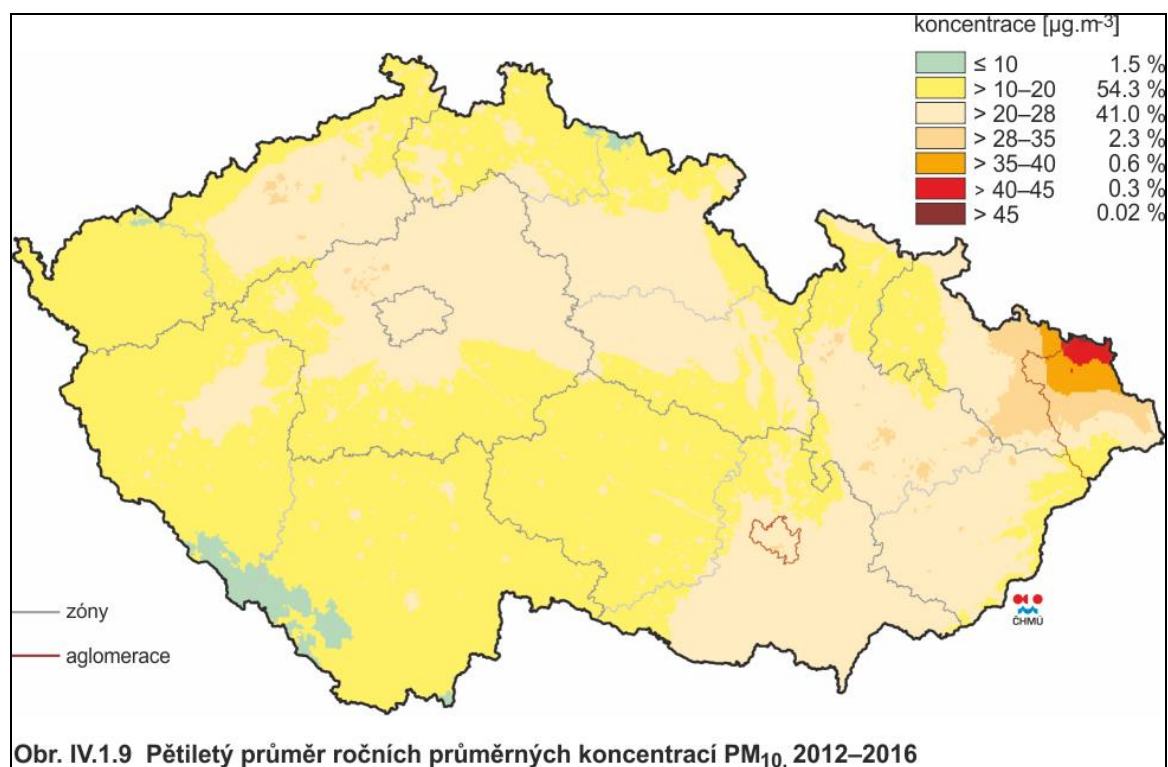 koncentrace [µg.m-3]
≤ 10 1.5 %
> 10–20 54.3 %
> 20–28 41.0 %
> 28–35 2.3 %
> 35–40 0.6 %
> 40–45 0.3 %
> 45 0.02 %
zóny
aglomerace
ČHMÚ
Obr. IV.1.9 Pětiletý průměr ročních průměrných koncentrací PM10, 2012–2016